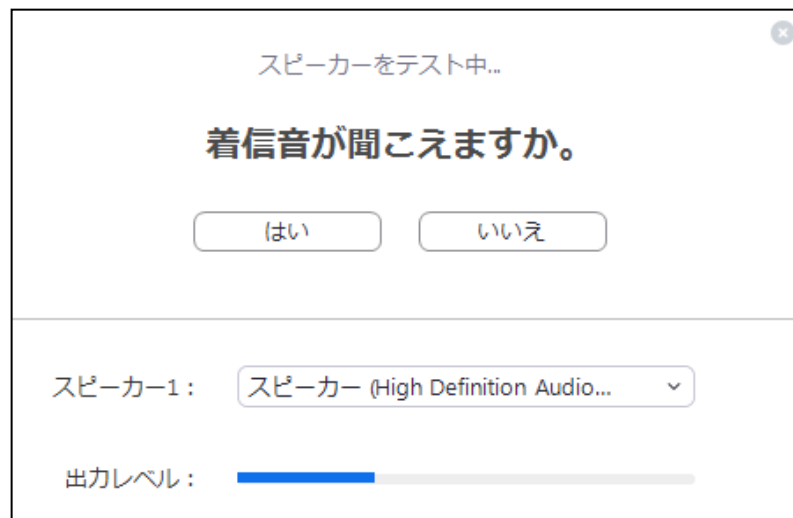 スピーカーをテスト中...
着信音が聞こえますか。
はい
いいえ
スピーカー1：
スピーカー (High Definition Audio...
出力レベル：